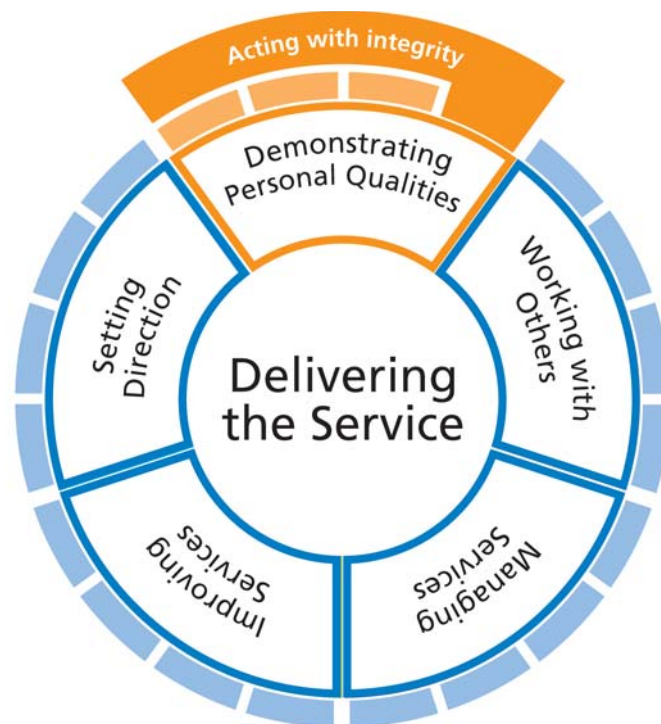 Acting with integrity
Demonstrating
Personal Qualities
Working with
Others
Managing
Services
Improving
Services
Setting
Direction
Delivering
the Service